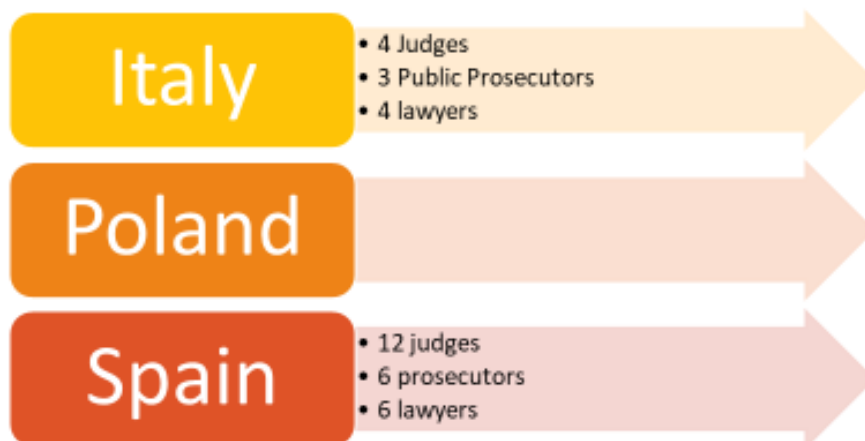 Italy
• 4 Judges
• 3 Public Prosecutors
• 4 lawyers
Poland
Spain
• 12 judges
• 6 prosecutors
• 6 lawyers